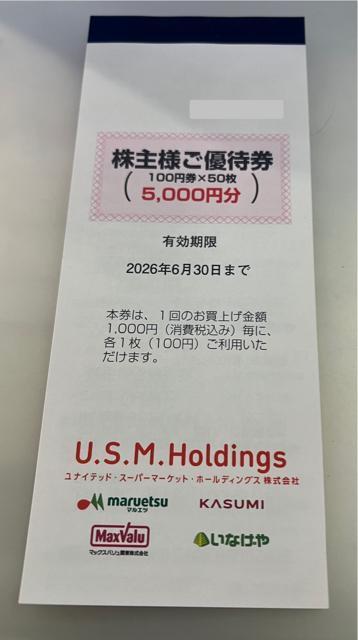 株主様ご優待券
(100円券×50枚
5,000円分)
有効期限
2026年6月30日まで
本券は、1回のお買上げ金額
1,000円（消費税込み）毎に、
各1枚（100円）ご利用いた
だけます。
U.S.M.Holdings
ユナイテッド・スーパーマーケット・ホールディングス 株式会社
maruetsu
マルエツ
KASUMI
MaxValu
マックスバリュ関東株式会社
いなげや